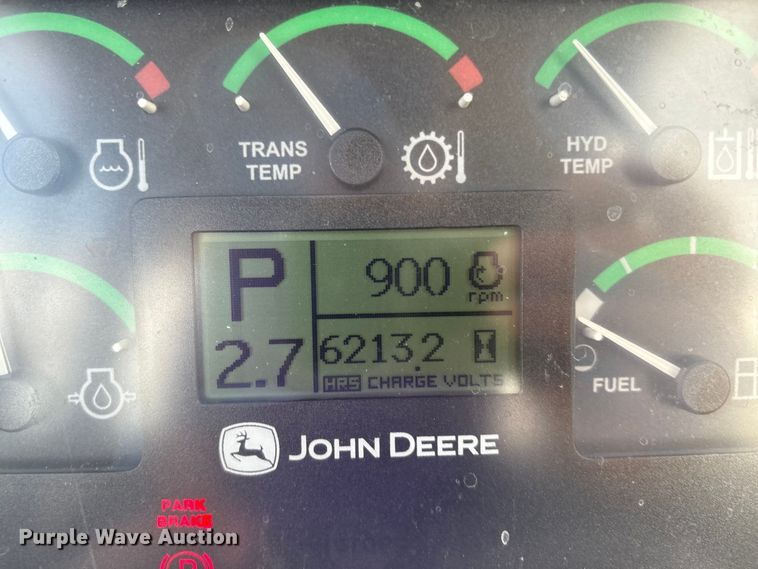 TRANS
TEMP
HYD
TEMP
P
900
rpm
2.7
6213.2
HRS CHARGE VOLTS
FUEL
JOHN DEERE
PARK
BRAKE
P
Purple Wave Auction